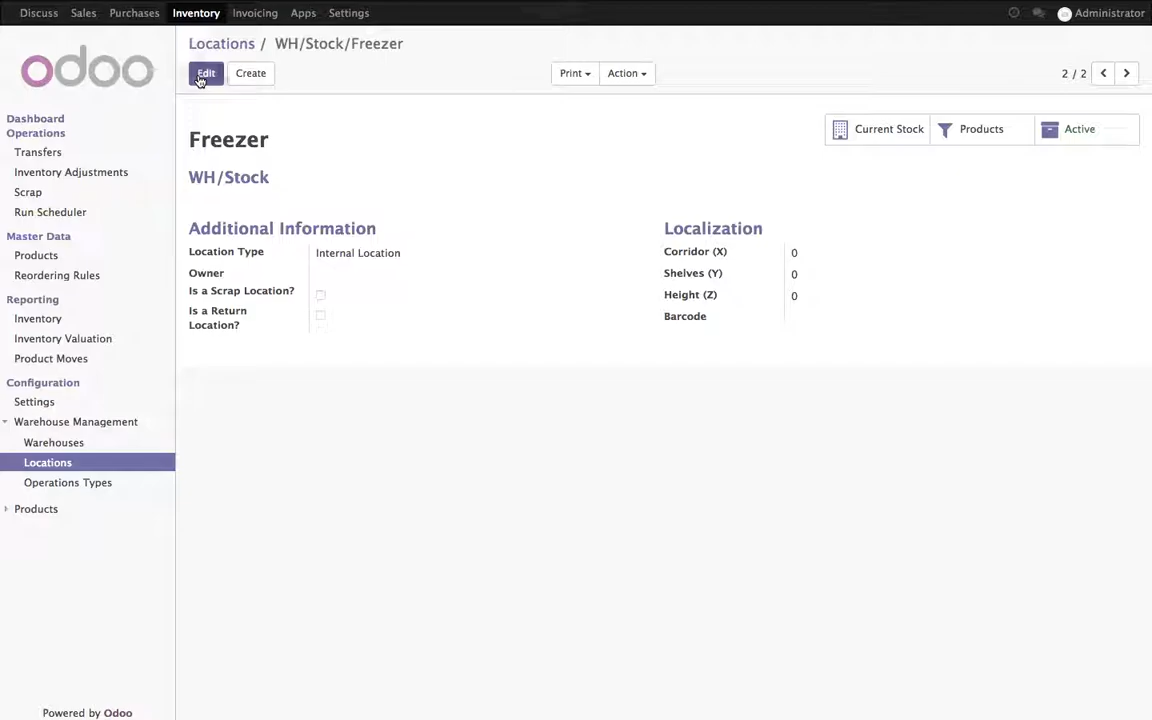 Discuss Sales Purchases Inventory Invoicing Apps Settings Administrator
odoo
Locations / WH/Stock/Freezer
Edit Create Print Action 2 / 2
Dashboard
Operations
Transfers
Inventory Adjustments
Scrap
Run Scheduler
Master Data
Products
Reordering Rules
Reporting
Inventory
Inventory Valuation
Product Moves
Configuration
Settings
Warehouse Management
Warehouses
Locations
Operations Types
Products
Powered by Odoo
Current Stock Products Active
Freezer
WH/Stock
Additional Information
Location Type Internal Location
Owner
Is a Scrap Location?
Is a Return
Location?
Localization
Corridor (X) 0
Shelves (Y) 0
Height (Z) 0
Barcode